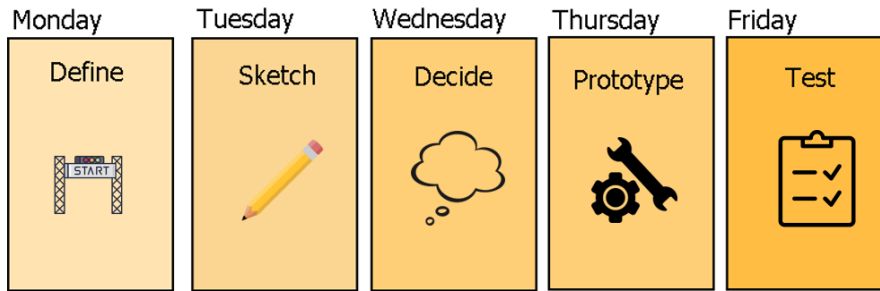 Monday
Define
START
Tuesday
Sketch
Wednesday
Decide
Thursday
Prototype
Friday
Test